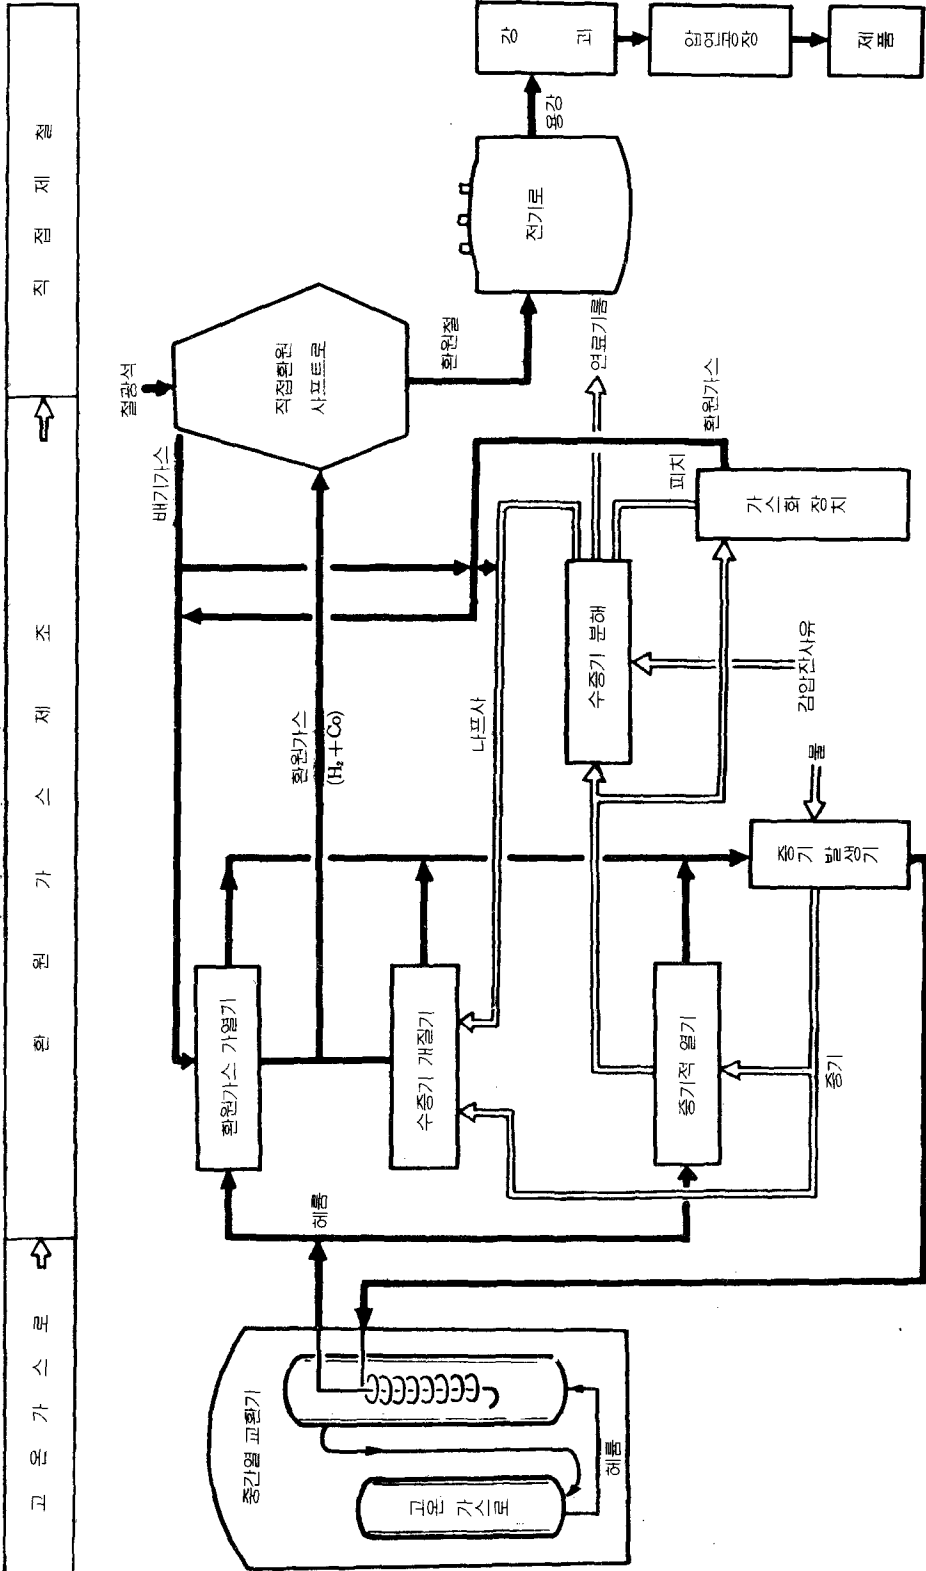 고 온 가 스 로
환 원 가 스 제 조
직 접 제 철
중간열 교환기
고온 가스로
헤륨
헤륨
환원가스 가열기
수증기 개질기
증기적 열기
증기
증기 발생기
물
환원가스
(H₂ + Co)
나프사
수증기 분해
감압잔사유
배기가스
철광석
직접환원
샤프트로
환원철
연료기름
피치
환원가스
가스화 장치
전기로
용강
강 괴
압연공장
제품